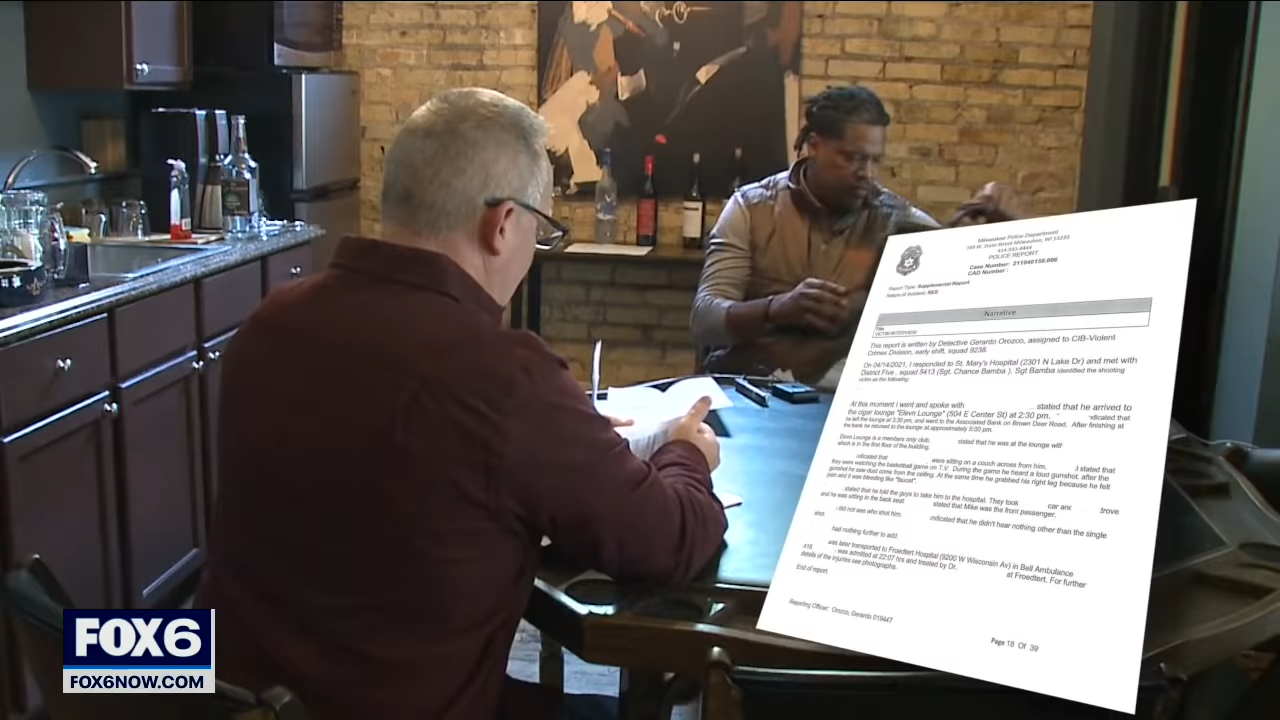 Milwaukee Police Department
749 W. State Street Milwaukee, WI 53233
414-933-4444
POLICE REPORT
Case Number: 211040159.006
CAD Number :
Report Type: Supplemental Report
Nature of Incident: RES
Narrative
Title
VICTIM INTERVIEW
This report is written by Detective Gerardo Orozco, assigned to CIB-Violent
Crimes Division, early shift, squad 9238.
On 04/14/2021, I responded to St. Mary's Hospital (2301 N Lake Dr) and met with
District Five , squad 5413 (Sgt. Chance Bamba ). Sgt Bamba identified the shooting
victim as the following:
At this moment I went and spoke with stated that he arrived to
the cigar lounge "Elevn Lounge" (504 E Center St) at 2:30 pm. indicated that
he left the lounge at 3:30 pm, and went to the Associated Bank on Brown Deer Road. After finishing at
the bank he returned to the lounge at approximately 5:00 pm.
Elevn Lounge is a members only club, stated that he was at the lounge with
which is in the first floor of the building.
indicated that were sitting on a couch across from him. stated that
they were watching the basketball game on T.V. During the game he heard a loud gunshot, after the
gunshot he saw dust come from the ceiling. At the same time he grabbed his right leg because he felt
pain and it was bleeding like "faucet".
stated that he told the guys to take him to the hospital. They took car and drove
and he was sitting in the back seat stated that Mike was the front passenger.
did not see who shot him. indicated that he didn't hear nothing other than the single
shot.
had nothing further to add.
was later transported to Froedtert Hospital (9200 W Wisconsin Av) in Bell Ambulance
416. was admitted at 22:07 hrs and treated by Dr. at Froedtert. For further
details of the injuries see photographs.
End of report.
Reporting Officer: Orozco, Gerardo 019447
Page 18 Of 39
FOX6
FOX6NOW.COM